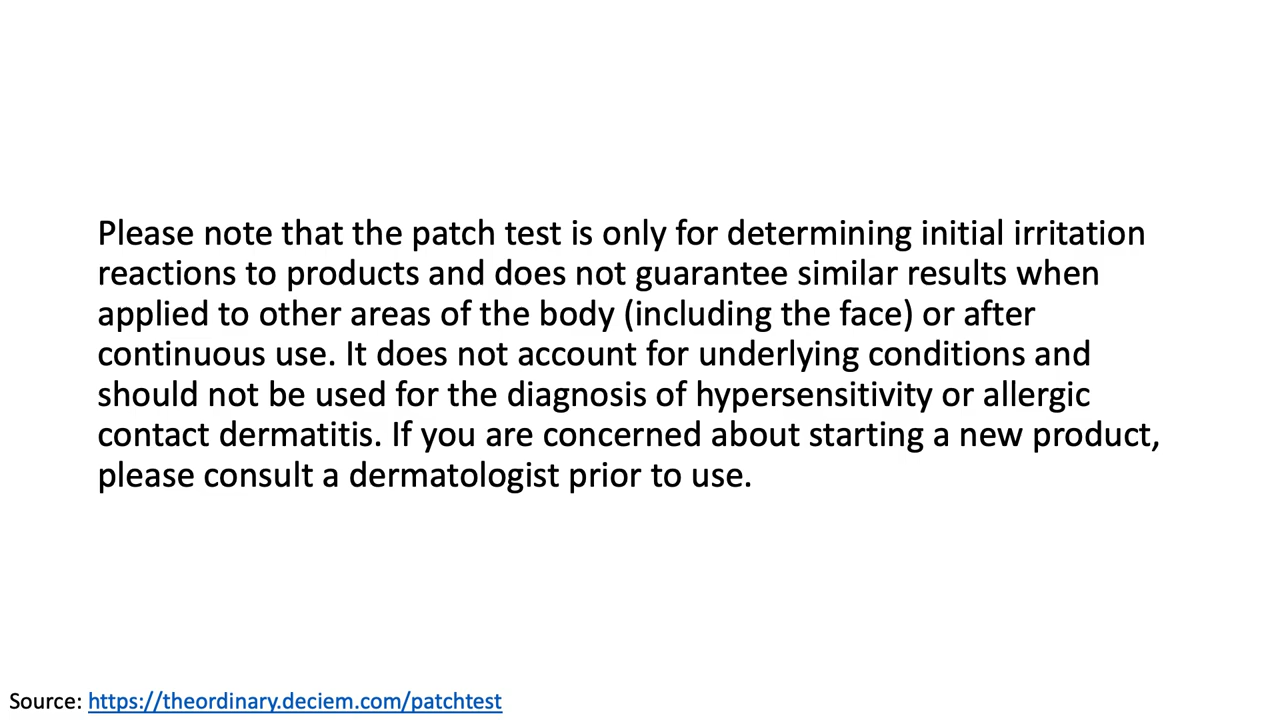 Please note that the patch test is only for determining initial irritation
reactions to products and does not guarantee similar results when
applied to other areas of the body (including the face) or after
continuous use. It does not account for underlying conditions and
should not be used for the diagnosis of hypersensitivity or allergic
contact dermatitis. If you are concerned about starting a new product,
please consult a dermatologist prior to use.
Source: https://theordinary.deciem.com/patchtest